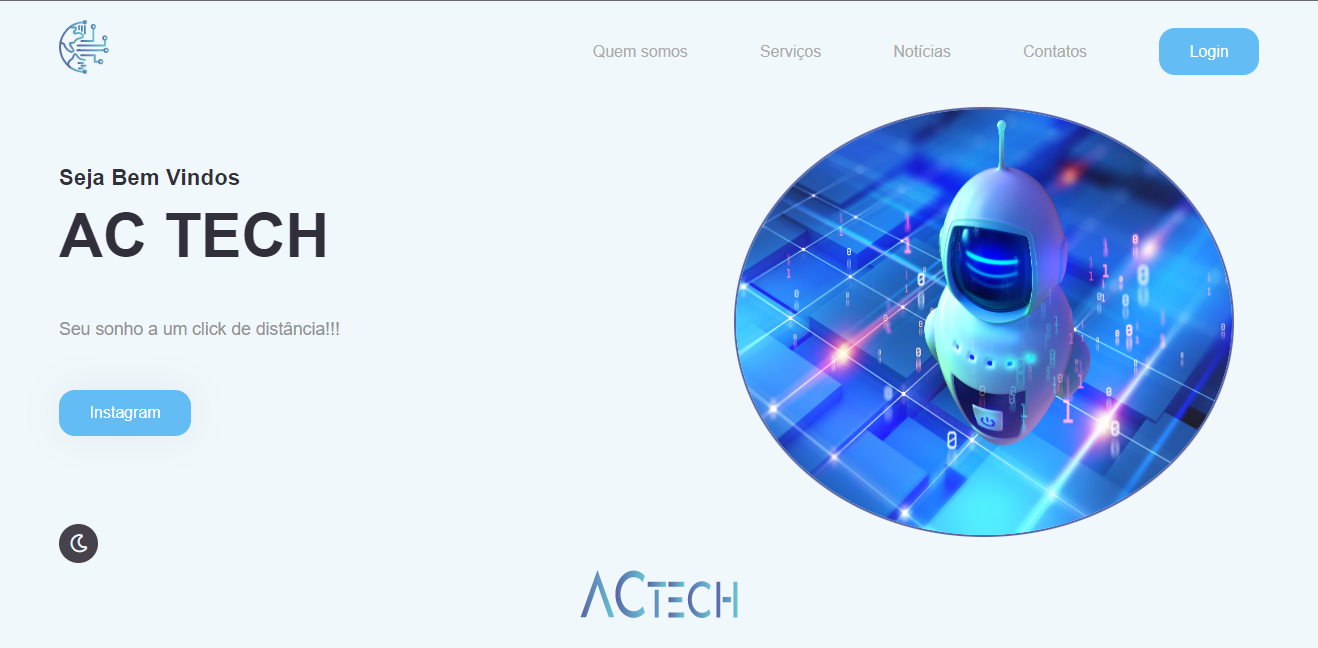 Quem somos Serviços Notícias Contatos Login
Seja Bem Vindos
AC TECH
Seu sonho a um click de distância!!!
Instagram
ACTECH